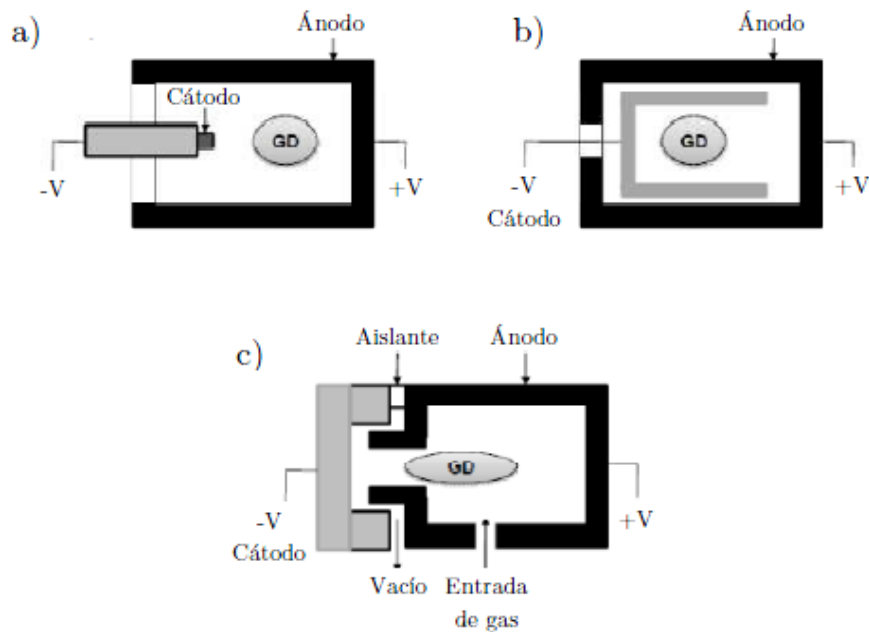 a)
Ánodo
Cátodo
GD
-V
+V
b)
Ánodo
GD
-V
Cátodo
+V
c)
Aislante
Ánodo
GD
-V
Cátodo
+V
Vacío
Entrada
de gas